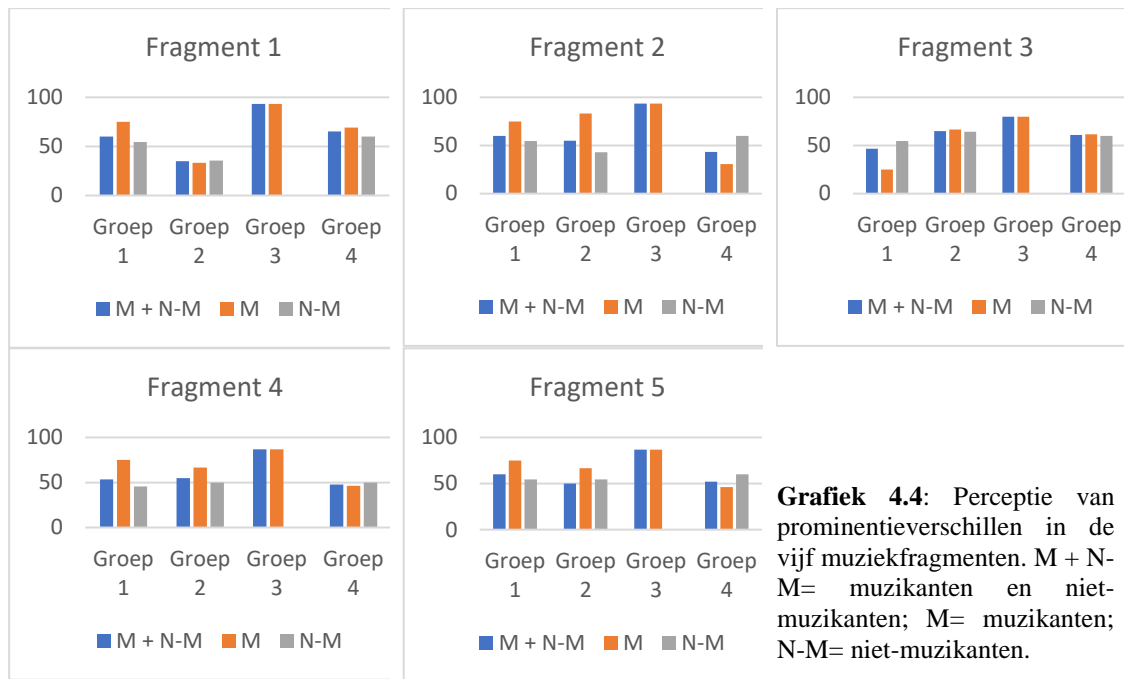 Fragment 1
100
50
0
Groep Groep Groep Groep
1 2 3 4
M + N-M M N-M
Fragment 2
100
50
0
Groep Groep Groep Groep
1 2 3 4
M + N-M M N-M
Fragment 3
100
50
0
Groep Groep Groep Groep
1 2 3 4
M + N-M M N-M
Fragment 4
100
50
0
Groep Groep Groep Groep
1 2 3 4
M + N-M M N-M
Fragment 5
100
50
0
Groep Groep Groep Groep
1 2 3 4
M + N-M M N-M
Grafiek 4.4: Perceptie van
prominentieverschillen in de
vijf muziekfragmenten. M + N-
M= muzikanten en niet-
muzikanten; M= muzikanten;
N-M= niet-muzikanten.